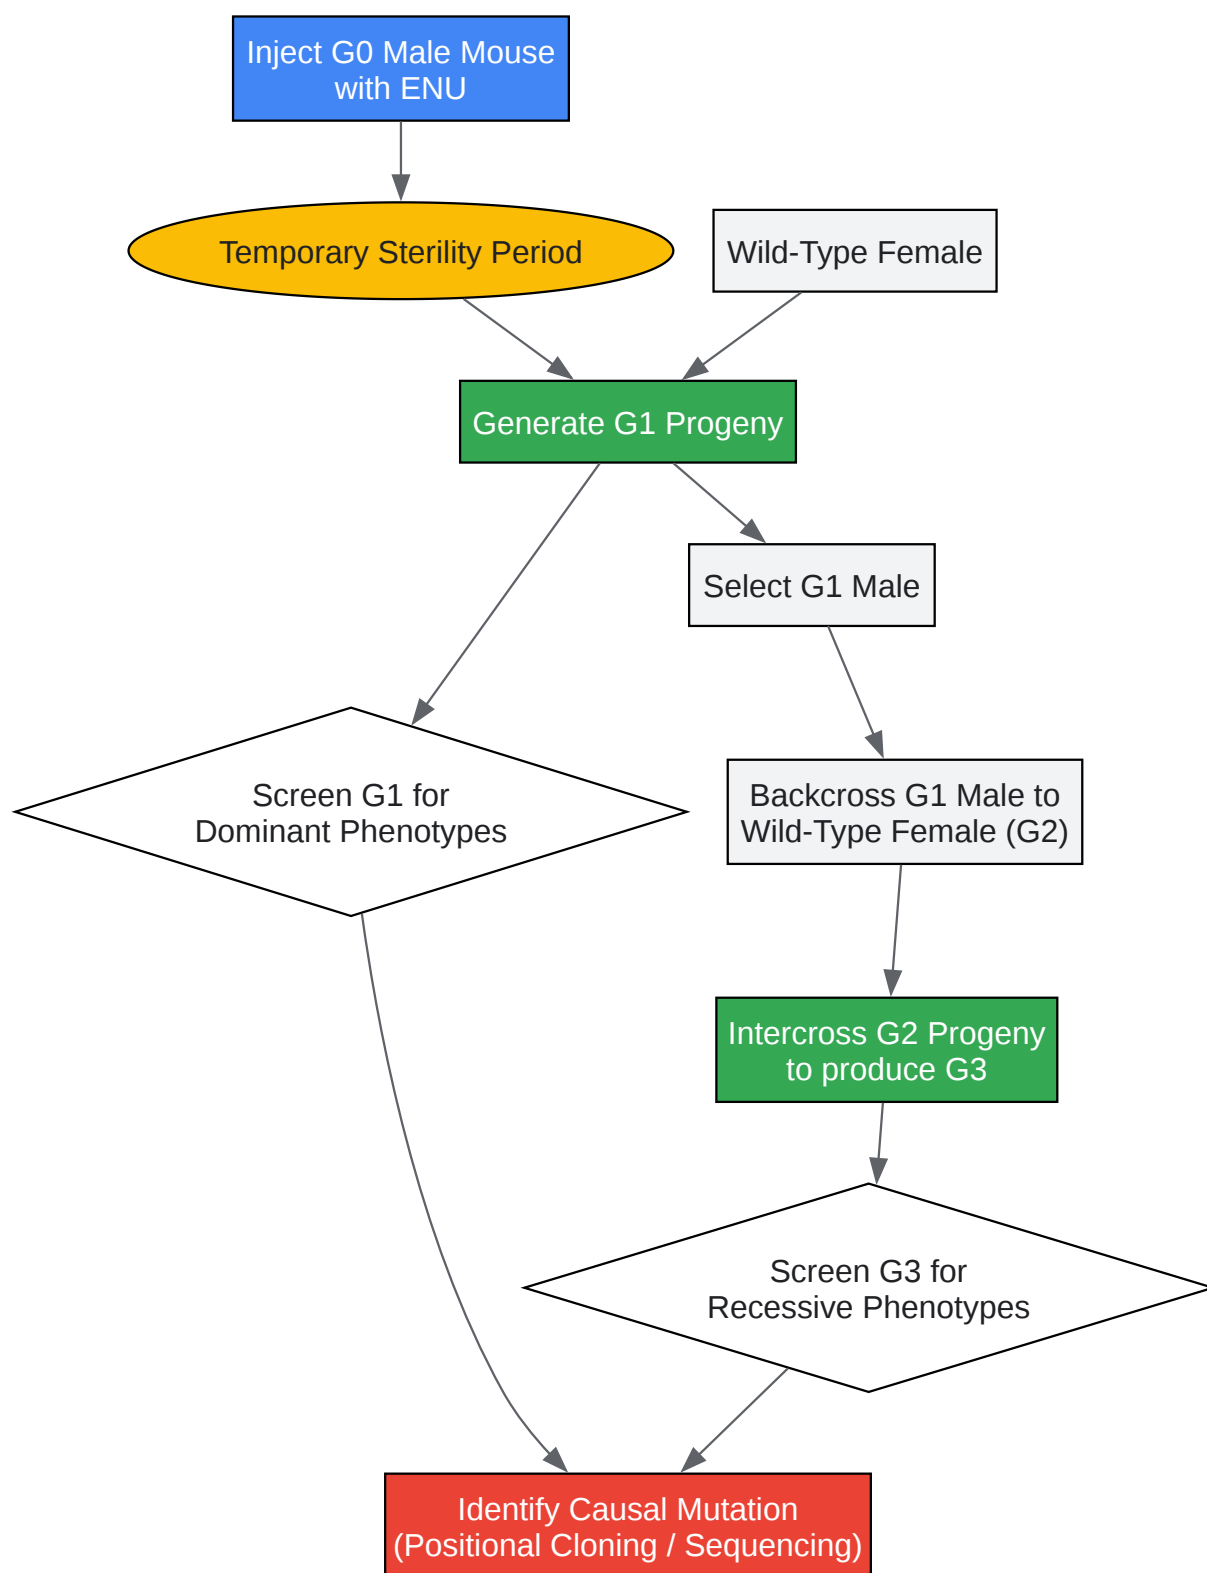 Inject G0 Male Mouse
with ENU
Temporary Sterility Period
Wild-Type Female
Generate G1 Progeny
Select G1 Male
Screen G1 for
Dominant Phenotypes
Backcross G1 Male to
Wild-Type Female (G2)
Intercross G2 Progeny
to produce G3
Screen G3 for
Recessive Phenotypes
Identify Causal Mutation
(Positional Cloning / Sequencing)